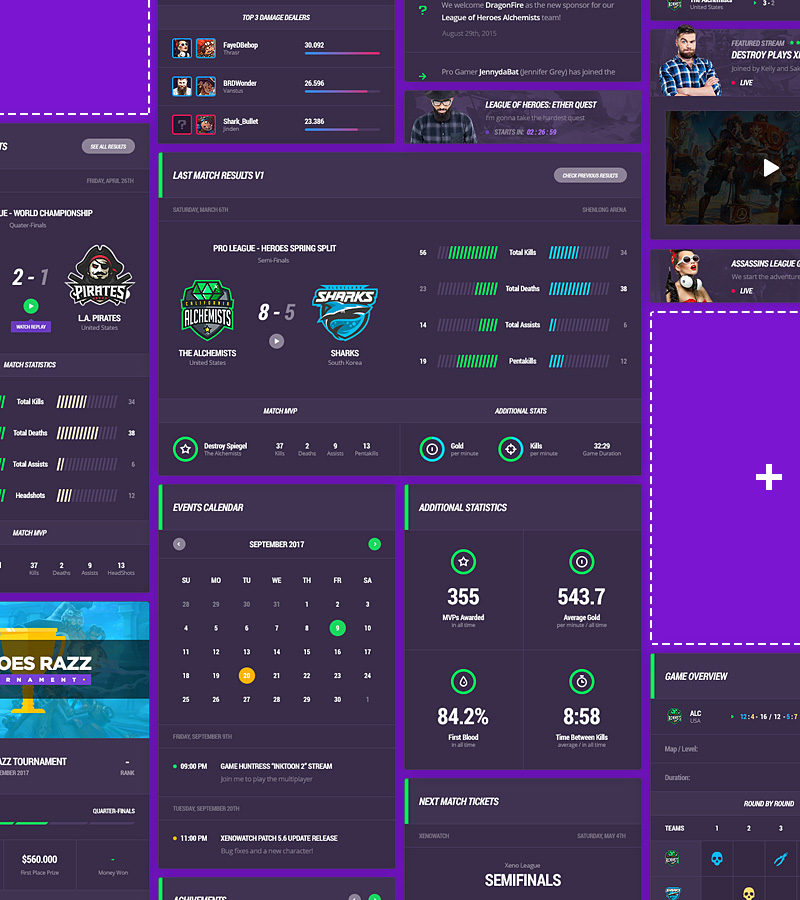 TOP 3 DAMAGE DEALERS
FayeDBebop
Thrasr
30.092
BRDWonder
Vanstus
26.596
?
Shark_Bullet
Jinden
23.386
?
We welcome DragonFire as the new sponsor for our
League of Heroes Alchemists team!
August 29th, 2015
Pro Gamer JennydaBat (Jennifer Grey) has joined the
LEAGUE OF HEROES: ETHER QUEST
I'm gonna take the hardest quest
STARTS IN: 02 : 26 : 59
United States
3 - 2
FEATURED STREAM
DESTROY PLAYS
Joined by Kelly and
LIVE
ASSASSINS LEAGUE
We start the adventure
LIVE
SEE ALL RESULTS
FRIDAY, APRIL 26TH
- WORLD CHAMPIONSHIP
Quater-Finals
2 - 1
PIRATES
L.A. PIRATES
United States
WATCH REPLAY
MATCH STATISTICS
Total Kills 34
Total Deaths 38
Total Assists 6
Headshots 12
MATCH MVP
37 2 9 13
Kills Deaths Assists HeadShots
LAST MATCH RESULTS V1
CHECK PREVIOUS RESULTS
SATURDAY, MARCH 6TH
SHENLONG ARENA
PRO LEAGUE - HEROES SPRING SPLIT
Semi-Finals
CALIFORNIA
ALCHEMISTS
8 - 5
SHARKS
THE ALCHEMISTS
United States
SHARKS
South Korea
56 Total Kills 34
23 Total Deaths 38
14 Total Assists 6
19 Pentakills 12
MATCH MVP
ADDITIONAL STATS
Destroy Spiegel
The Alchemists
37 2 9 13
Kills Deaths Assists Pentakills
Gold
per minute
Kills
per minute
32:29
Game Duration
EVENTS CALENDAR
SEPTEMBER 2017
SU MO TU WE TH FR SA
28 29 30 31 1 2 3
4 5 6 7 8 9 10
11 12 13 14 15 16 17
18 19 20 21 22 23 24
25 26 27 28 29 30 1
FRIDAY, SEPTEMBER 9TH
09:00 PM GAME HUNTRESS "INKTOON 2" STREAM
Join me to play the multiplayer
TUESDAY, SEPTEMBER 20TH
11:00 PM XENOWATCH PATCH 5.6 UPDATE RELEASE
Bug fixes and a new character!
ADDITIONAL STATISTICS
355
MVPs Awarded
in all time
543.7
Average Gold
per minute / all time
84.2%
First Blood
in all time
8:58
Time Between Kills
average / in all time
NEXT MATCH TICKETS
XENOWATCH
SATURDAY, MAY 4TH
Xeno League
SEMIFINALS
RAZZ
TOURNAMENT
2017
-
RANK
QUARTER-FINALS
$560.000
First Place Prize
-
Money Won
GAME OVERVIEW
ALC
USA
12 : 4 - 16 / 12 - 5 : 7
Map / Level:
Duration:
ROUND BY ROUND
TEAMS 1 2 3